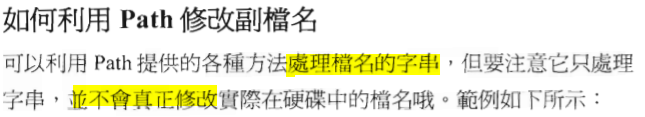 如何利用 Path 修改副檔名
可以利用 Path 提供的各種方法處理檔名的字串，但要注意它只處理
字串，並不會真正修改實際在硬碟中的檔名哦。範例如下所示：